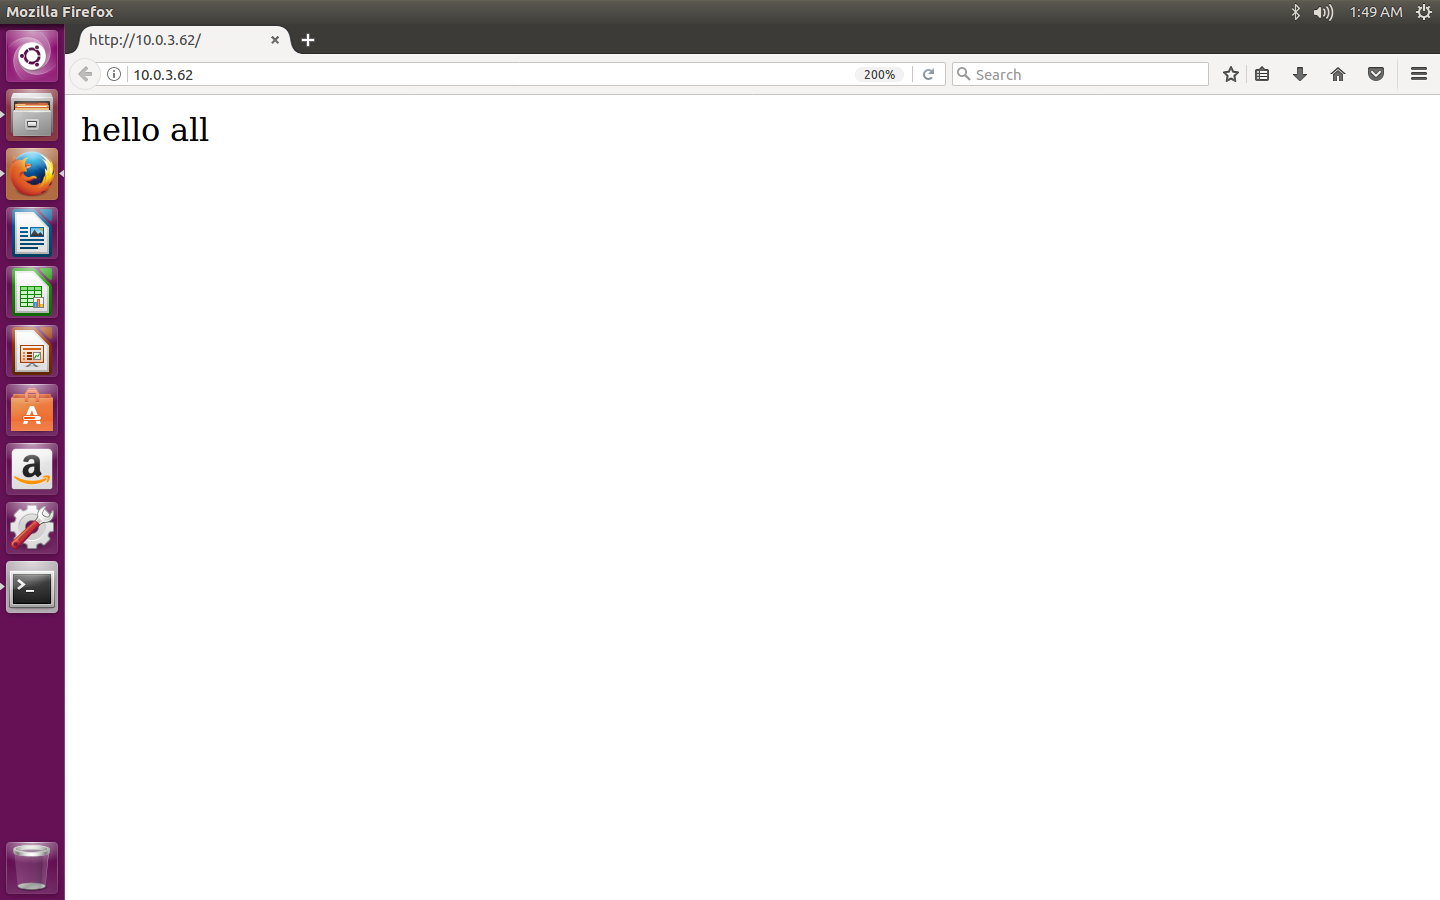 Mozilla Firefox
1:49 AM
http://10.0.3.62/
10.0.3.62
200%
Search
hello all